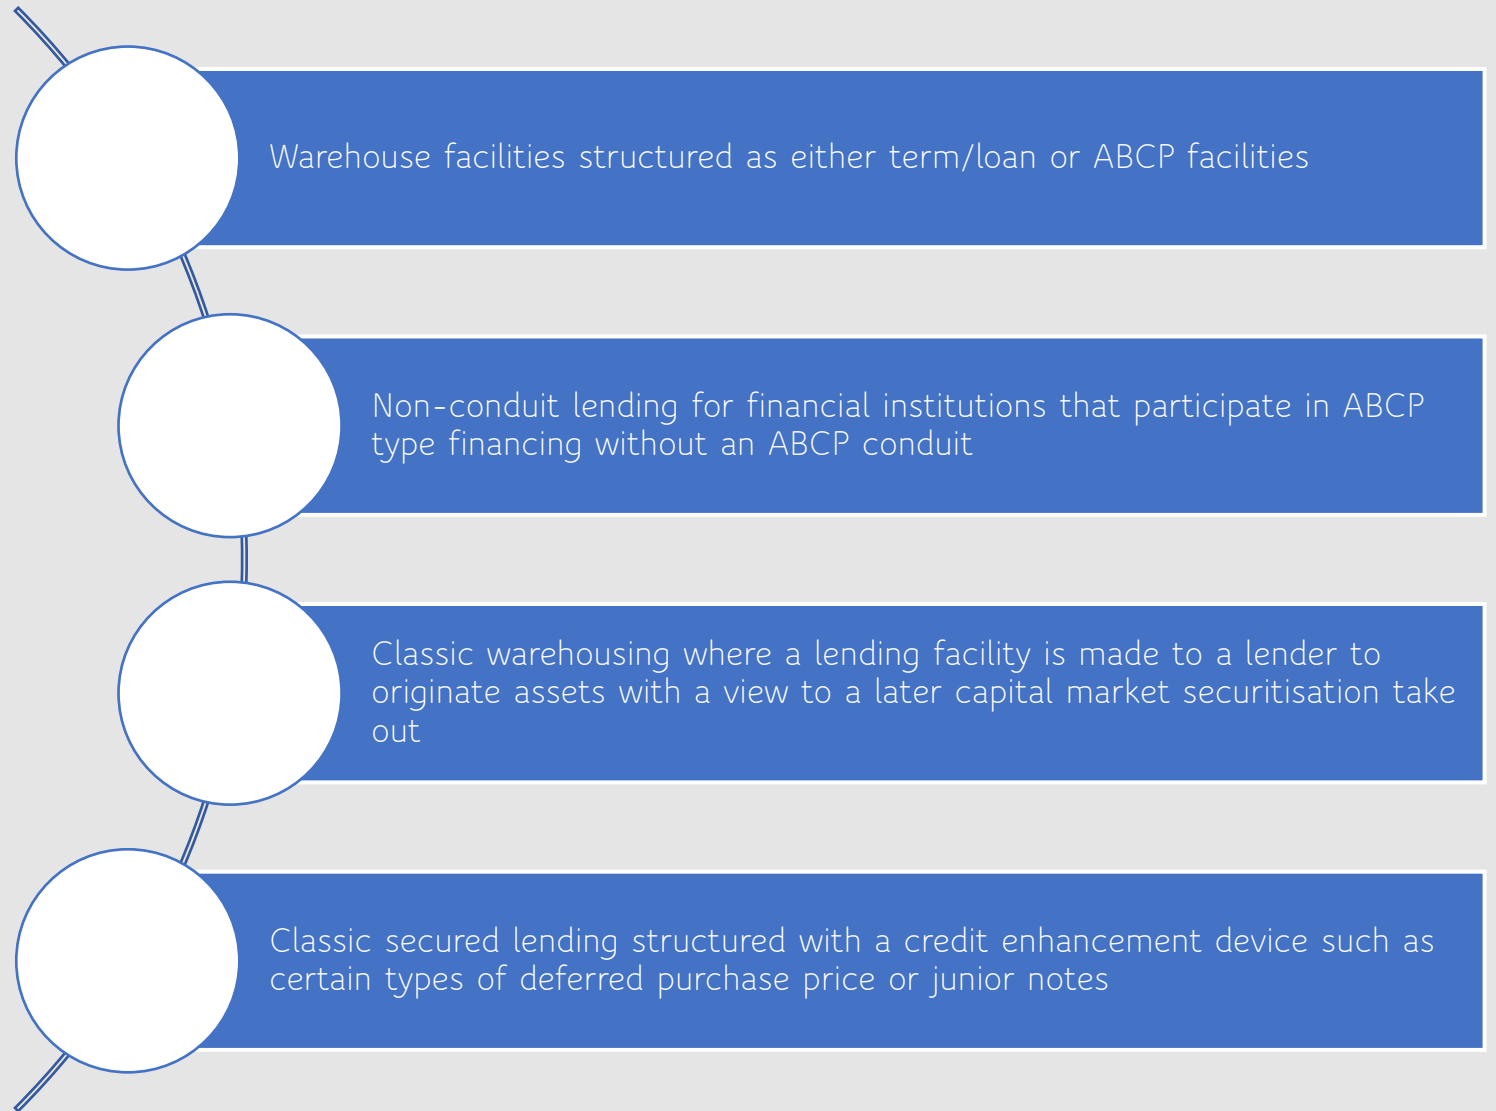 Warehouse facilities structured as either term/loan or ABCP facilities
Non-conduit lending for financial institutions that participate in ABCP
type financing without an ABCP conduit
Classic warehousing where a lending facility is made to a lender to
originate assets with a view to a later capital market securitisation take
out
Classic secured lending structured with a credit enhancement device such as
certain types of deferred purchase price or junior notes